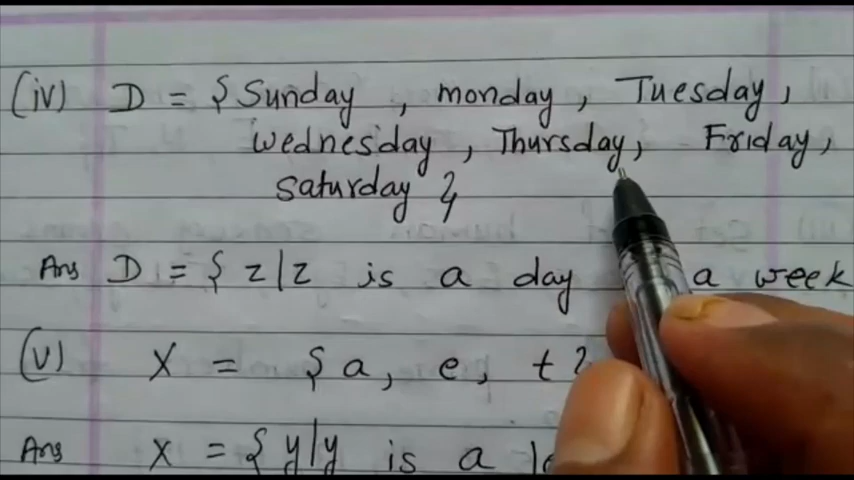 (iv) D = {Sunday, monday, Tuesday,
wednesday, Thursday, Friday,
saturday }
Ans D = { z/z is a day a week
(v) X = { a, e, t }
Ans X = { y/y is a